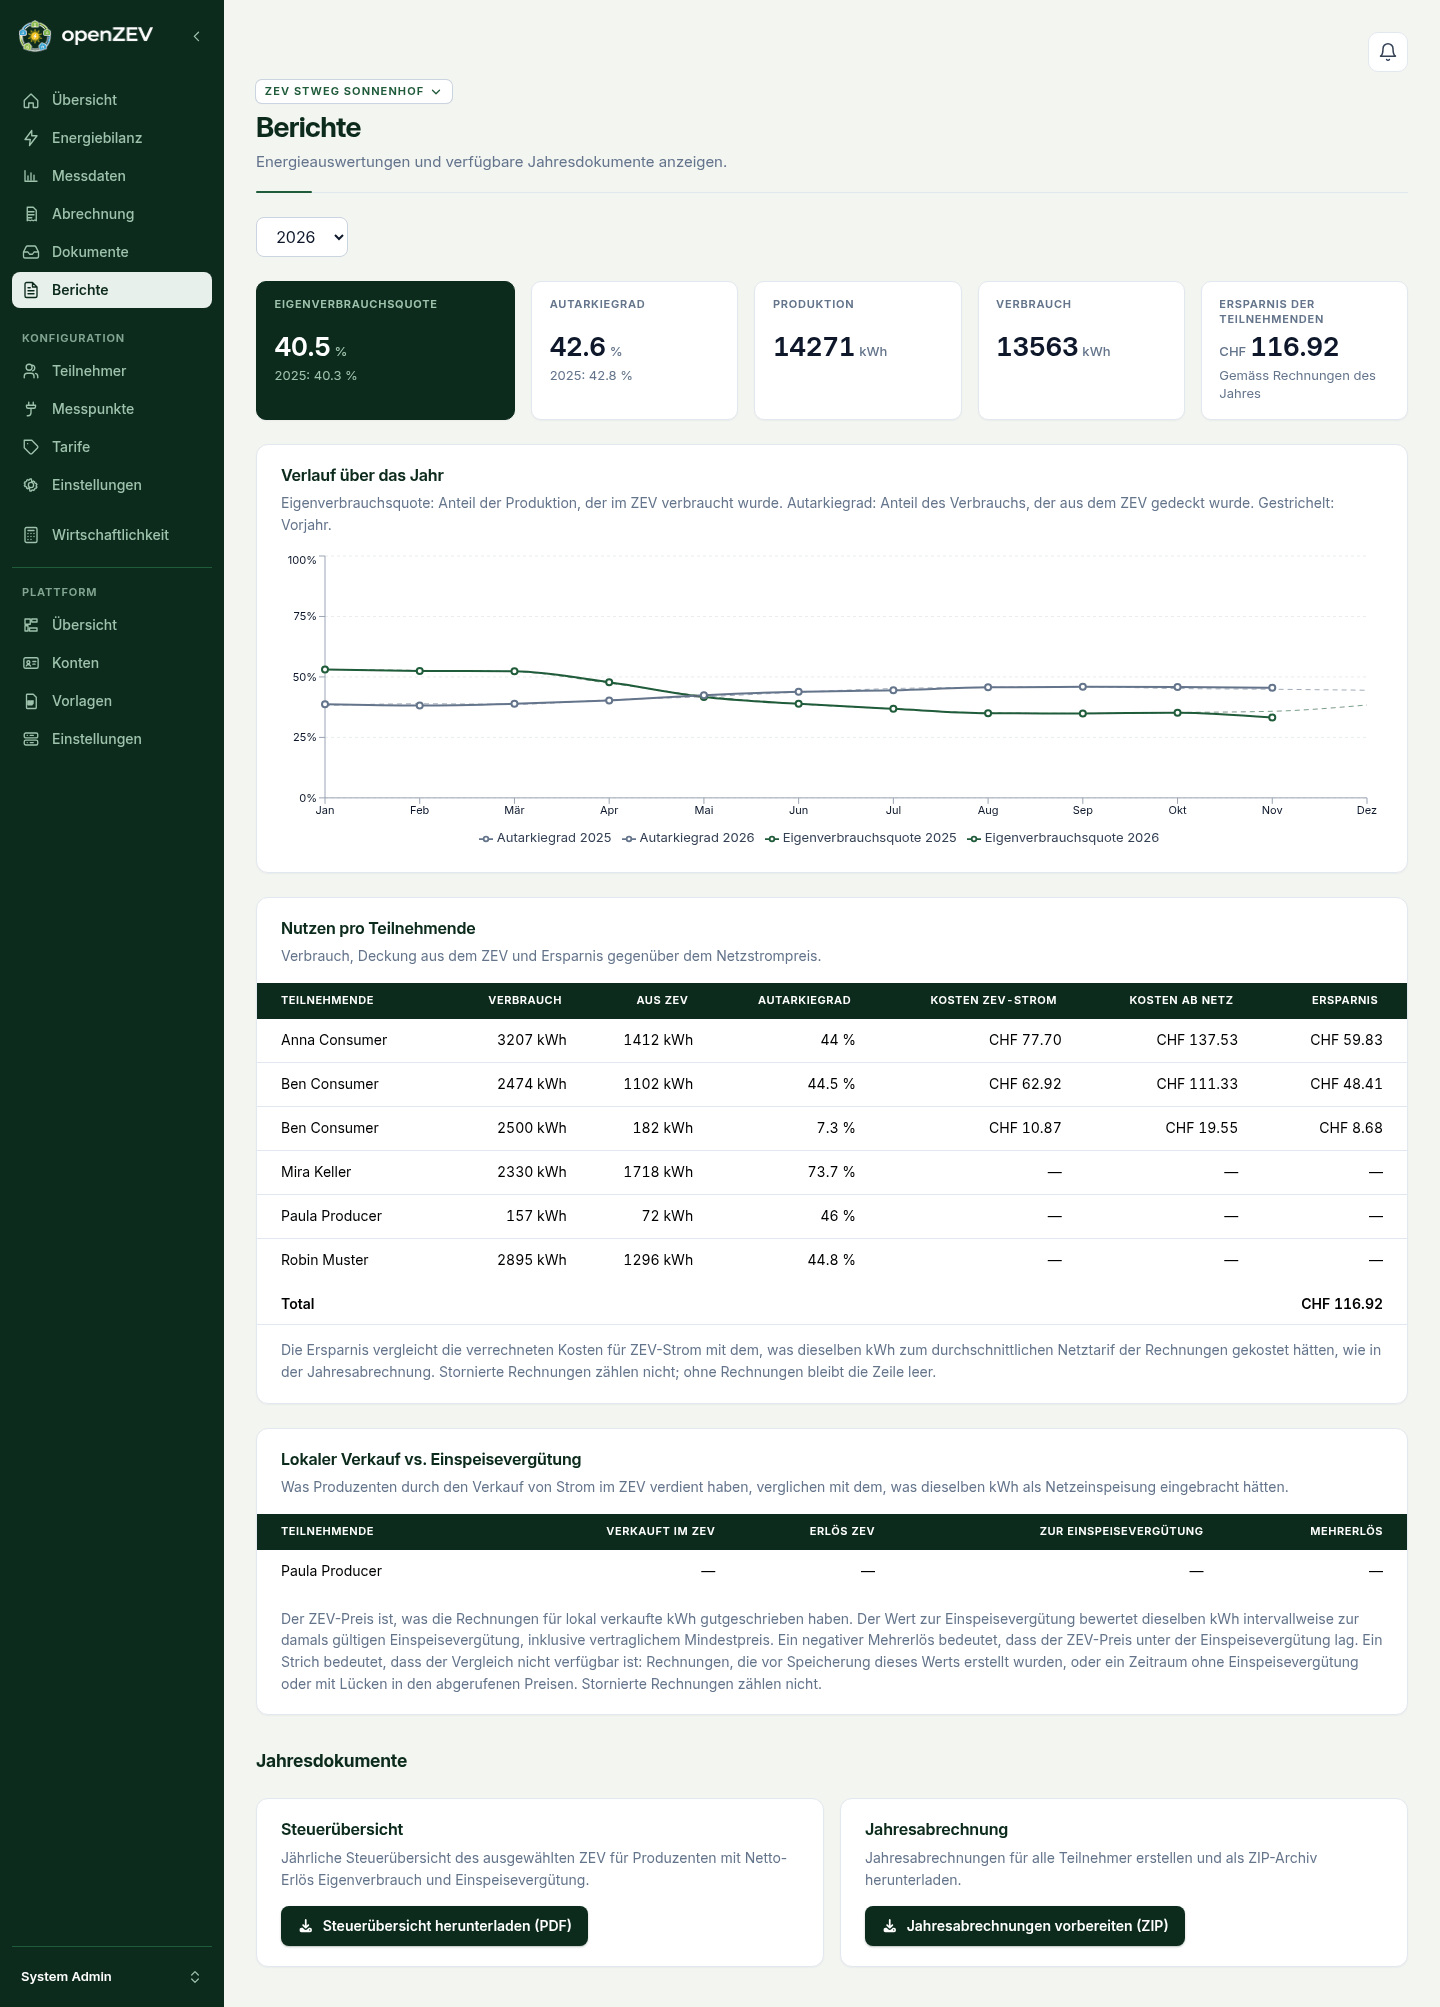 openZEV
Übersicht
Energiebilanz
Messdaten
Abrechnung
Dokumente
Berichte
KONFIGURATION
Teilnehmer
Messpunkte
Tarife
Einstellungen
Wirtschaftlichkeit
PLATTFORM
Übersicht
Konten
Vorlagen
Einstellungen
System Admin
ZEV STWEG SONNENHOF
Berichte
Energieauswertungen und verfügbare Jahresdokumente anzeigen.
2026
EIGENVERBRAUCHSQUOTE
40.5 %
2025: 40.3 %
AUTARKIEGRAD
42.6 %
2025: 42.8 %
PRODUKTION
14271 kWh
VERBRAUCH
13563 kWh
ERSPARNIS DER
TEILNEHMENDEN
CHF 116.92
Gemäss Rechnungen des
Jahres
Verlauf über das Jahr
Eigenverbrauchsquote: Anteil der Produktion, der im ZEV verbraucht wurde. Autarkiegrad: Anteil des Verbrauchs, der aus dem ZEV gedeckt wurde. Gestrichelt:
Vorjahr.
100%
75%
50%
25%
0%
Jan Feb Mär Apr Mai Jun Jul Aug Sep Okt Nov Dez
Autarkiegrad 2025 Autarkiegrad 2026 Eigenverbrauchsquote 2025 Eigenverbrauchsquote 2026
Nutzen pro Teilnehmende
Verbrauch, Deckung aus dem ZEV und Ersparnis gegenüber dem Netzstrompreis.
TEILNEHMENDE VERBRAUCH AUS ZEV AUTARKIEGRAD KOSTEN ZEV-STROM KOSTEN AB NETZ ERSPARNIS
Anna Consumer 3207 kWh 1412 kWh 44 % CHF 77.70 CHF 137.53 CHF 59.83
Ben Consumer 2474 kWh 1102 kWh 44.5 % CHF 62.92 CHF 111.33 CHF 48.41
Ben Consumer 2500 kWh 182 kWh 7.3 % CHF 10.87 CHF 19.55 CHF 8.68
Mira Keller 2330 kWh 1718 kWh 73.7 % — — —
Paula Producer 157 kWh 72 kWh 46 % — — —
Robin Muster 2895 kWh 1296 kWh 44.8 % — — —
Total CHF 116.92
Die Ersparnis vergleicht die verrechneten Kosten für ZEV-Strom mit dem, was dieselben kWh zum durchschnittlichen Netztarif der Rechnungen gekostet hätten, wie in
der Jahresabrechnung. Stornierte Rechnungen zählen nicht; ohne Rechnungen bleibt die Zeile leer.
Lokaler Verkauf vs. Einspeisevergütung
Was Produzenten durch den Verkauf von Strom im ZEV verdient haben, verglichen mit dem, was dieselben kWh als Netzeinspeisung eingebracht hätten.
TEILNEHMENDE VERKAUFT IM ZEV ERLÖS ZEV ZUR EINSPEISEVERGÜTUNG MEHRERLÖS
Paula Producer — — — —
Der ZEV-Preis ist, was die Rechnungen für lokal verkaufte kWh gutgeschrieben haben. Der Wert zur Einspeisevergütung bewertet dieselben kWh intervallweise zur
damals gültigen Einspeisevergütung, inklusive vertraglichem Mindestpreis. Ein negativer Mehrerlös bedeutet, dass der ZEV-Preis unter der Einspeisevergütung lag. Ein
Strich bedeutet, dass der Vergleich nicht verfügbar ist: Rechnungen, die vor Speicherung dieses Werts erstellt wurden, oder ein Zeitraum ohne Einspeisevergütung
oder mit Lücken in den abgerufenen Preisen. Stornierte Rechnungen zählen nicht.
Jahresdokumente
Steuerübersicht
Jährliche Steuerübersicht des ausgewählten ZEV für Produzenten mit Netto-
Erlös Eigenverbrauch und Einspeisevergütung.
Steuerübersicht herunterladen (PDF)
Jahresabrechnung
Jahresabrechnungen für alle Teilnehmer erstellen und als ZIP-Archiv
herunterladen.
Jahresabrechnungen vorbereiten (ZIP)